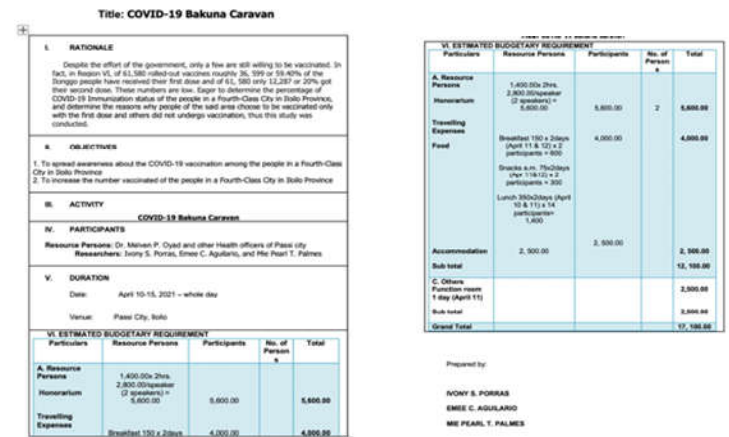 Title: COVID-19 Bakuna Caravan
I. RATIONALE
Despite the effort of the government, only a few are still willing to be vaccinated. In
fact, in Region VI, of 61,580 rolled-out vaccines roughly 36, 599 or 59.40% of the
Ilonggo people have received their first dose and of 61, 580 only 12,287 or 20% got
their second dose. These numbers are low. Eager to determine the percentage of
COVID-19 Immunization status of the people in a Fourth-Class City in Iloilo Province,
and determine the reasons why people of the said area choose to be vaccinated only
with the first dose and others did not undergo vaccination, thus this study was
conducted.
II. OBJECTIVES
1. To spread awareness about the COVID-19 vaccination among the people in a Fourth-Class
City in Iloilo Province
2. To increase the number vaccinated of the people in a Fourth-Class City in Iloilo Province
III. ACTIVITY
COVID-19 Bakuna Caravan
IV. PARTICIPANTS
Resource Persons: Dr. Melven P. Oyad and other Health officers of Passi city
Researchers: Ivony S. Porras, Emee C. Aguilario, and Mie Pearl T. Palmes
V. DURATION
Date: April 10-15, 2021 – whole day
Venue: Passi City, Iloilo
VI. ESTIMATED BUDGETARY REQUIREMENT
Particulars Resource Persons Participants No. of Total
Person
s
A. Resource
Persons 1,400.00x 2hrs.
2,800.00/speaker
Honorarium (2 speakers) =
5,600.00 5,600.00 5,600.00
Travelling
Expenses
Breakfast 150 x 2days 4,000.00 4,000.00
VI. ESTIMATED BUDGETARY REQUIREMENT
Particulars Resource Persons Participants No. of Total
Person
s
A. Resource
Persons 1,400.00x 2hrs.
2,800.00/speaker
Honorarium (2 speakers) =
5,600.00 5,600.00 2 5,600.00
Travelling
Expenses
Food Breakfast 150 x 2days 4,000.00 4,000.00
(April 11 & 12) x 2
participants = 600
Snacks a.m. 75x2days
(Apr 11&12) x 2
participants = 300
Lunch 350x2days (April
10 & 11) x 14
participants=
1,400
Accommodation 2, 500.00 2, 500.00 2, 500.00
Sub total 12, 100.00
C. Others
Function room 2,500.00
1 day (April 11)
Sub total 2,500.00
Grand Total 17, 100.00
Prepared by:
IVONY S. PORRAS
EMEE C. AGUILARIO
MIE PEARL T. PALMES